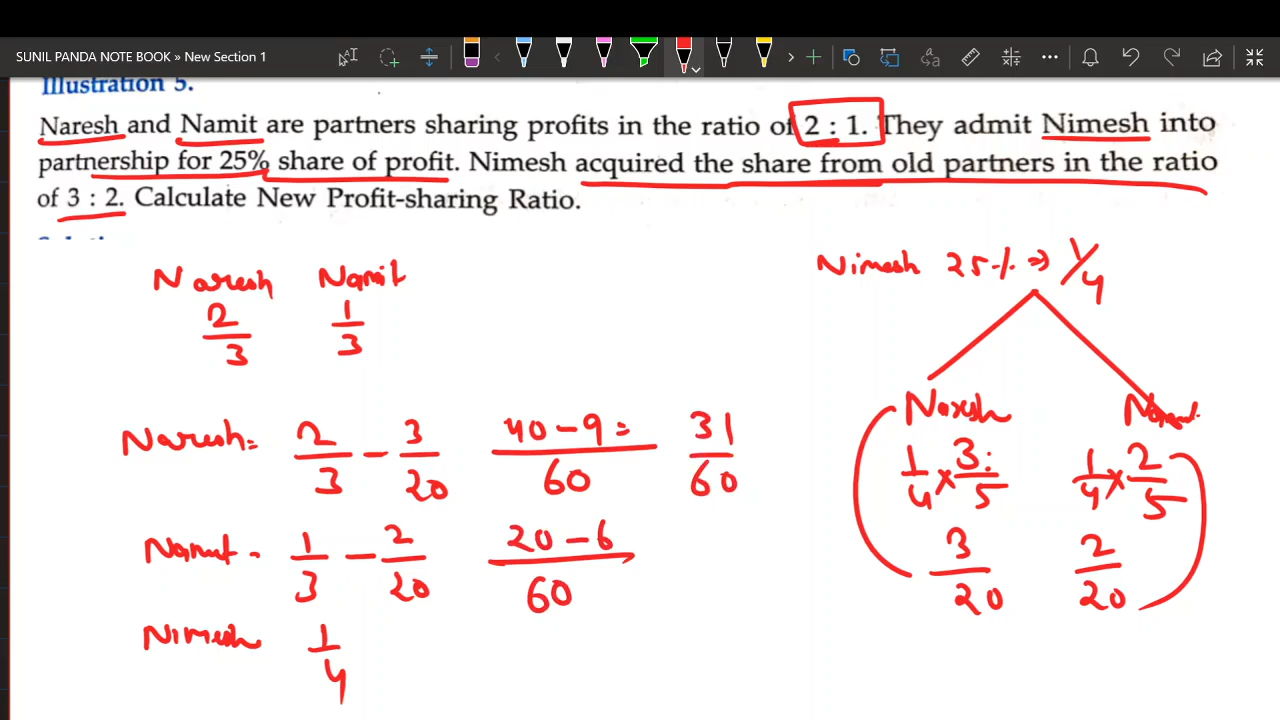 SUNIL PANDA NOTE BOOK » New Section 1
Illustration 5.
Naresh and Namit are partners sharing profits in the ratio of 2 : 1. They admit Nimesh into
partnership for 25% share of profit. Nimesh acquired the share from old partners in the ratio
of 3 : 2. Calculate New Profit-sharing Ratio.
Naresh Namit
2/3 1/3
Nimesh 25% ⇒ 1/4
Naresh Namit
1/4 × 3/5 1/4 × 2/5
3/20 2/20
Naresh = 2/3 − 3/20 40 − 9 = /60 31/60
Namit - 1/3 − 2/20 20 − 6/60
Nimesh 1/4